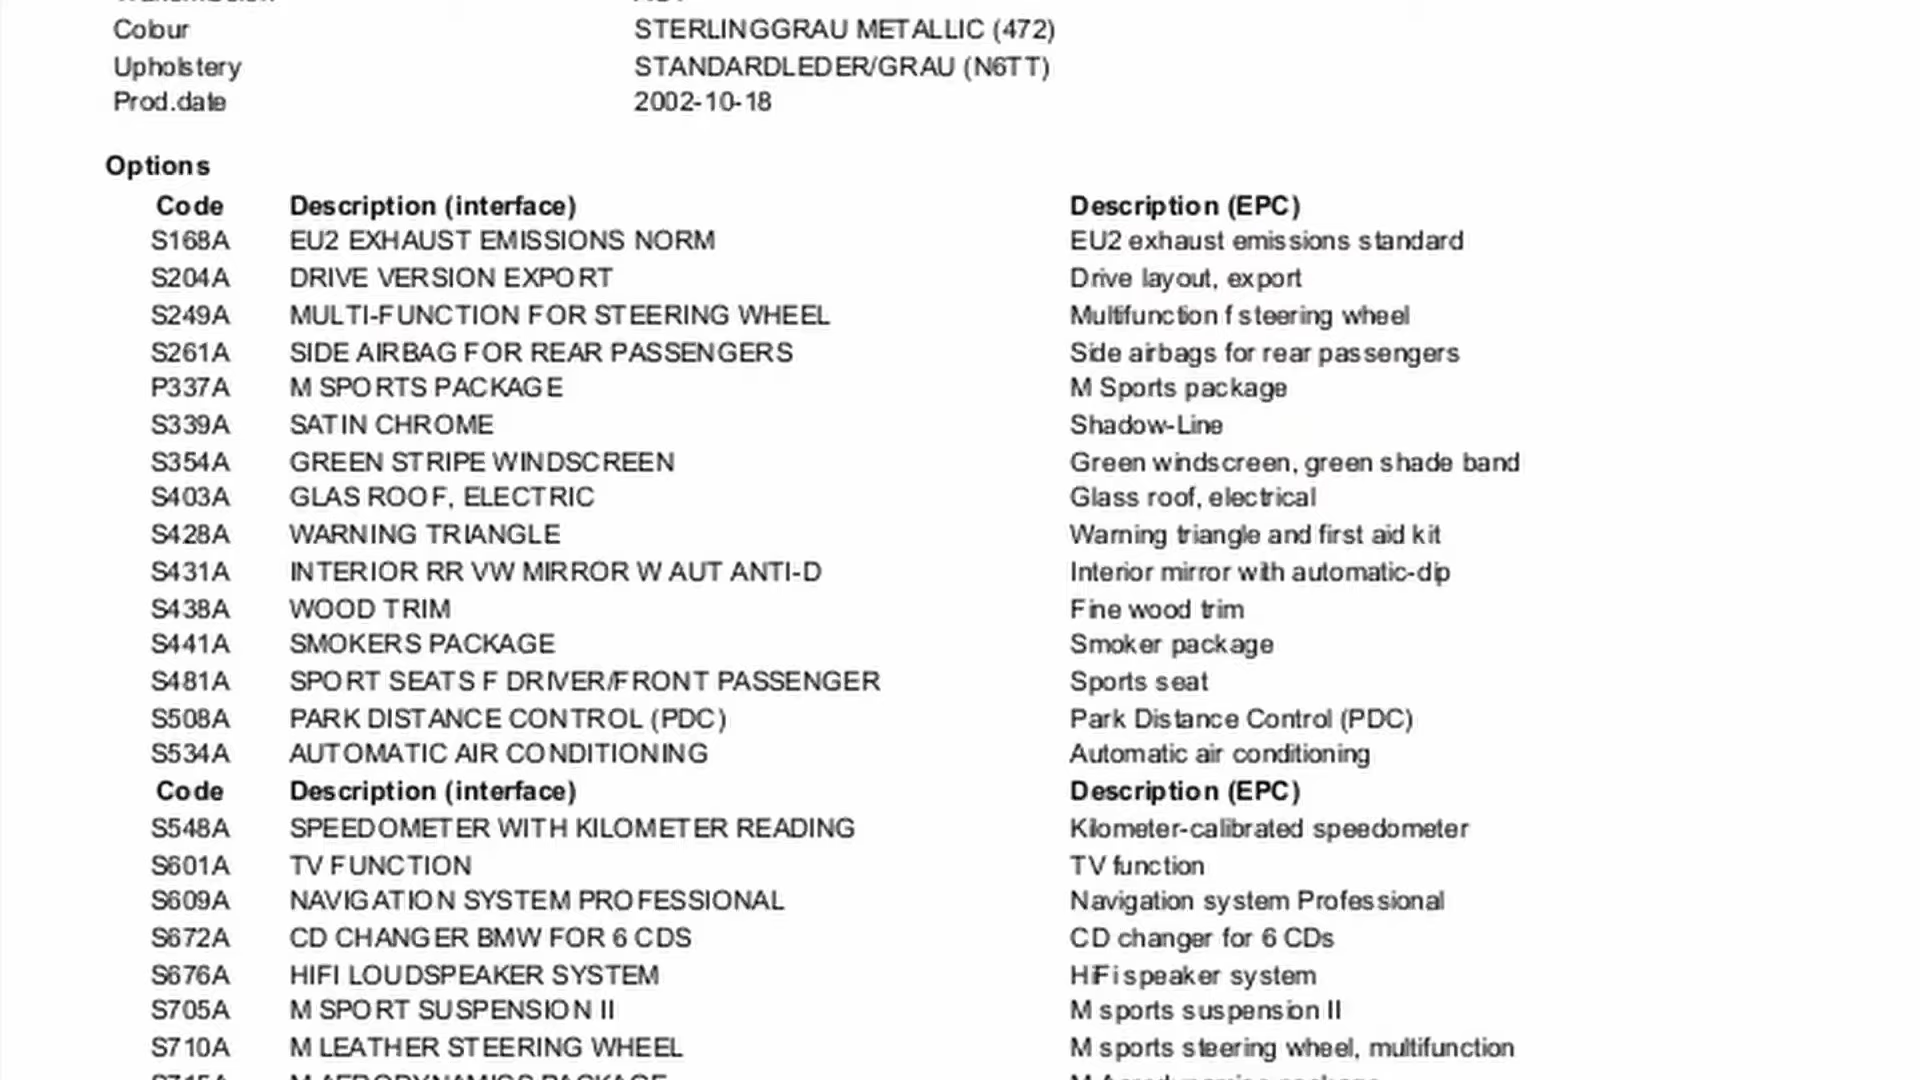 Colour STERLINGGRAU METALLIC (472)
Upholstery STANDARDLEDER/GRAU (N6TT)
Prod.date 2002-10-18
Options
Code Description (interface) Description (EPC)
S168A EU2 EXHAUST EMISSIONS NORM EU2 exhaust emissions standard
S204A DRIVE VERSION EXPORT Drive layout, export
S249A MULTI-FUNCTION FOR STEERING WHEEL Multifunction f steering wheel
S261A SIDE AIRBAG FOR REAR PASSENGERS Side airbags for rear passengers
P337A M SPORTS PACKAGE M Sports package
S339A SATIN CHROME Shadow-Line
S354A GREEN STRIPE WINDSCREEN Green windscreen, green shade band
S403A GLAS ROOF, ELECTRIC Glass roof, electrical
S428A WARNING TRIANGLE Warning triangle and first aid kit
S431A INTERIOR RR VW MIRROR W AUT ANTI-D Interior mirror with automatic-dip
S438A WOOD TRIM Fine wood trim
S441A SMOKERS PACKAGE Smoker package
S481A SPORT SEATS F DRIVER/FRONT PASSENGER Sports seat
S508A PARK DISTANCE CONTROL (PDC) Park Distance Control (PDC)
S534A AUTOMATIC AIR CONDITIONING Automatic air conditioning
Code Description (interface) Description (EPC)
S548A SPEEDOMETER WITH KILOMETER READING Kilometer-calibrated speedometer
S601A TV FUNCTION TV function
S609A NAVIGATION SYSTEM PROFESSIONAL Navigation system Professional
S672A CD CHANGER BMW FOR 6 CDS CD changer for 6 CDs
S676A HIFI LOUDSPEAKER SYSTEM HiFi speaker system
S705A M SPORT SUSPENSION II M sports suspension II
S710A M LEATHER STEERING WHEEL M sports steering wheel, multifunction